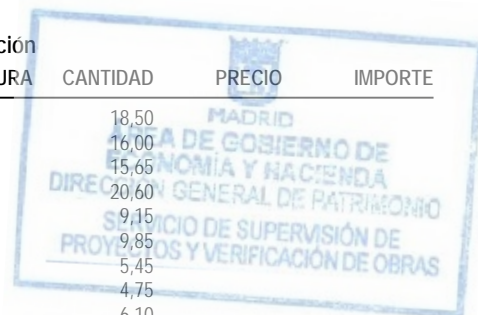 ción
URA CANTIDAD PRECIO IMPORTE
18,50
MADRID
16,00
ÁREA DE GOBIERNO DE
ECONOMÍA Y HACIENDA
15,65
DIRECCIÓN GENERAL DE PATRIMONIO
20,60
9,15
SERVICIO DE SUPERVISIÓN DE
9,85
PROYECTOS Y VERIFICACIÓN DE OBRAS
5,45
4,75
6,10